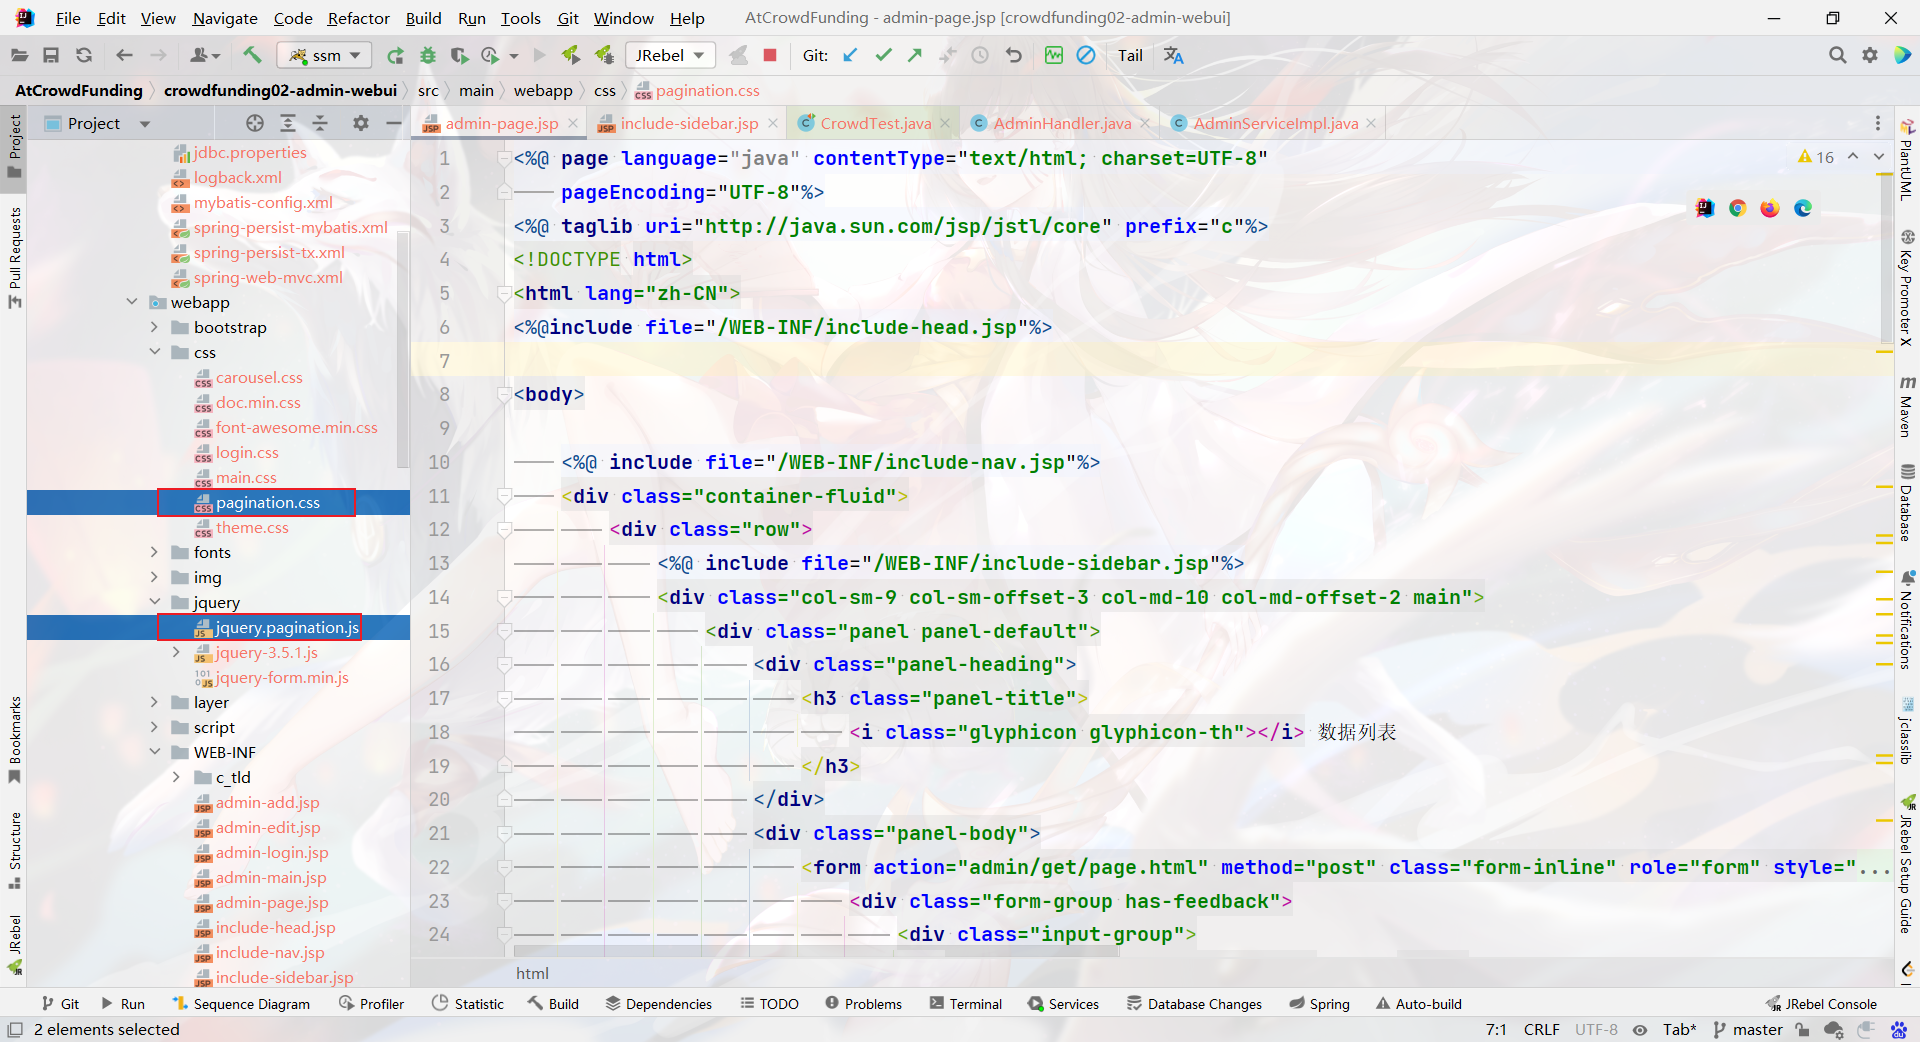 File Edit View Navigate Code Refactor Build Run Tools Git Window Help AtCrowdFunding - admin-page.jsp [crowdfunding02-admin-webui]
ssm JRebel Git: Tail
AtCrowdFunding crowdfunding02-admin-webui src main webapp css pagination.css
Project
admin-page.jsp include-sidebar.jsp CrowdTest.java AdminHandler.java AdminServiceImpl.java
Project
Pull Requests
Bookmarks
Structure
JRebel
jdbc.properties
logback.xml
mybatis-config.xml
spring-persist-mybatis.xml
spring-persist-tx.xml
spring-web-mvc.xml
webapp
bootstrap
css
carousel.css
doc.min.css
font-awesome.min.css
login.css
main.css
pagination.css
theme.css
fonts
img
jquery
jquery.pagination.js
jquery-3.5.1.js
jquery-form.min.js
layer
script
WEB-INF
c_tld
admin-add.jsp
admin-edit.jsp
admin-login.jsp
admin-main.jsp
admin-page.jsp
include-head.jsp
include-nav.jsp
include-sidebar.jsp
16
1 <%@ page language="java" contentType="text/html; charset=UTF-8"
2 pageEncoding="UTF-8"%>
3 <%@ taglib uri="http://java.sun.com/jsp/jstl/core" prefix="c"%>
4 <!DOCTYPE html>
5 <html lang="zh-CN">
6 <%@include file="/WEB-INF/include-head.jsp"%>
7
8 <body>
9
10 <%@ include file="/WEB-INF/include-nav.jsp"%>
11 <div class="container-fluid">
12 <div class="row">
13 <%@ include file="/WEB-INF/include-sidebar.jsp"%>
14 <div class="col-sm-9 col-sm-offset-3 col-md-10 col-md-offset-2 main">
15 <div class="panel panel-default">
16 <div class="panel-heading">
17 <h3 class="panel-title">
18 <i class="glyphicon glyphicon-th"></i> 数据列表
19 </h3>
20 </div>
21 <div class="panel-body">
22 <form action="admin/get/page.html" method="post" class="form-inline" role="form" style="...
23 <div class="form-group has-feedback">
24 <div class="input-group">
html
PlantUML
Key Promoter X
Maven
Database
Notifications
jclasslib
JRebel Setup Guide
Git Run Sequence Diagram Profiler Statistic Build Dependencies TODO Problems Terminal Services Database Changes Spring Auto-build JRebel Console
2 elements selected 7:1 CRLF UTF-8 Tab* master